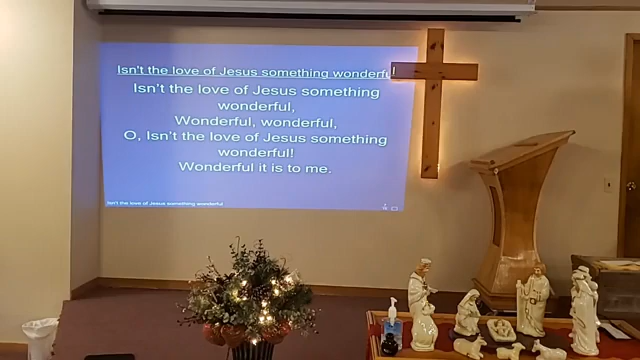 Isn't the love of Jesus something wonderful
Isn't the love of Jesus something
wonderful,
Wonderful, wonderful,
O, Isn't the love of Jesus something
wonderful!
Wonderful it is to me.
Isn't the love of Jesus something wonderful